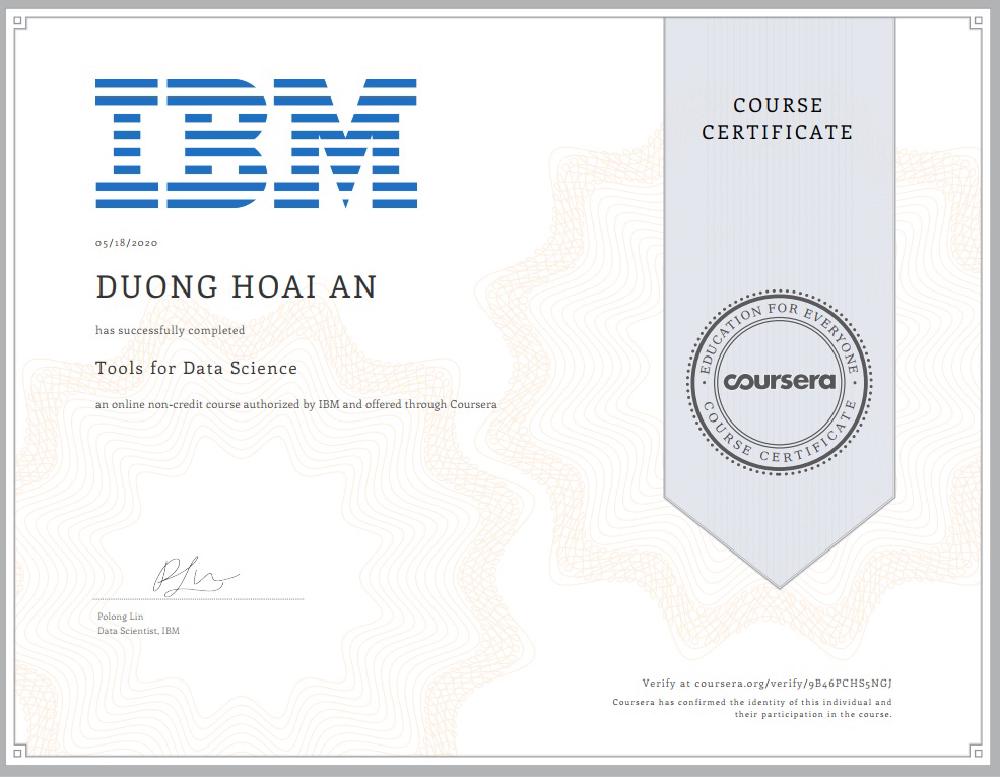 IBM
COURSE
CERTIFICATE
05/18/2020
DUONG HOAI AN
has successfully completed
Tools for Data Science
an online non-credit course authorized by IBM and offered through Coursera
EDUCATION FOR EVERYONE
coursera
COURSE CERTIFICATE
Polong Lin
Data Scientist, IBM
Verify at coursera.org/verify/9B46PCHS5NGJ
Coursera has confirmed the identity of this individual and
their participation in the course.